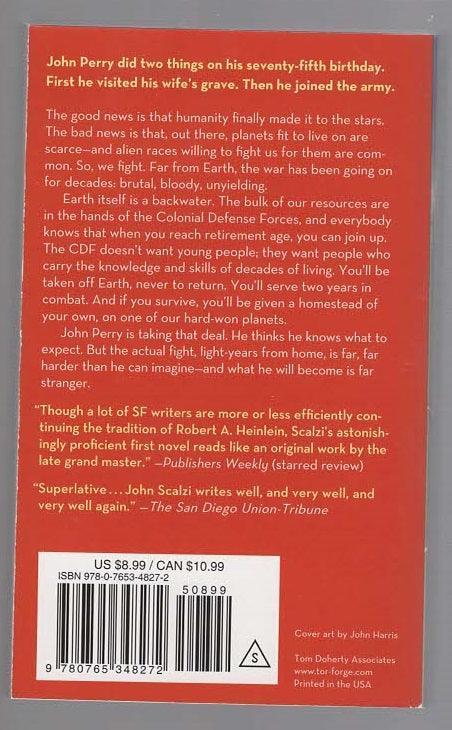 John Perry did two things on his seventy-fifth birthday.
First he visited his wife's grave. Then he joined the army.
The good news is that humanity finally made it to the stars.
The bad news is that, out there, planets fit to live on are
scarce—and alien races willing to fight us for them are com-
mon. So, we fight. Far from Earth, the war has been going on
for decades: brutal, bloody, unyielding.
Earth itself is a backwater. The bulk of our resources are
in the hands of the Colonial Defense Forces, and everybody
knows that when you reach retirement age, you can join up.
The CDF doesn't want young people; they want people who
carry the knowledge and skills of decades of living. You'll be
taken off Earth, never to return. You'll serve two years in
combat. And if you survive, you'll be given a homestead of
your own, on one of our hard-won planets.
John Perry is taking that deal. He thinks he knows what to
expect. But the actual fight, light-years from home, is far, far
harder than he can imagine—and what he will become is far
stranger.
"Though a lot of SF writers are more or less efficiently con-
tinuing the tradition of Robert A. Heinlein, Scalzi's astonish-
ingly proficient first novel reads like an original work by the
late grand master." —Publishers Weekly (starred review)
"Superlative...John Scalzi writes well, and very well, and
very well again." —The San Diego Union-Tribune
US $8.99 / CAN $10.99
ISBN 978-0-7653-4827-2
50899
9 780765 348272
S
Cover art by John Harris
Tom Doherty Associates
www.tor-forge.com
Printed in the USA